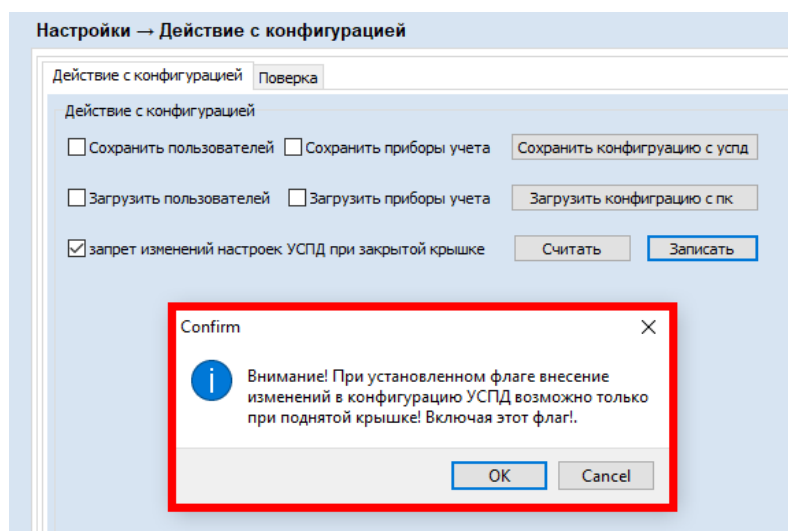 Настройки → Действие с конфигурацией
Действие с конфигурацией Поверка
Действие с конфигурацией
Сохранить пользователей Сохранить приборы учета Сохранить конфигруацию с успд
Загрузить пользователей Загрузить приборы учета Загрузить конфиграцию с пк
запрет изменений настроек УСПД при закрытой крышке Считать Записать
Confirm
Внимание! При установленном флаге внесение
изменений в конфигурацию УСПД возможно только
при поднятой крышке! Включая этот флаг!.
OK Cancel